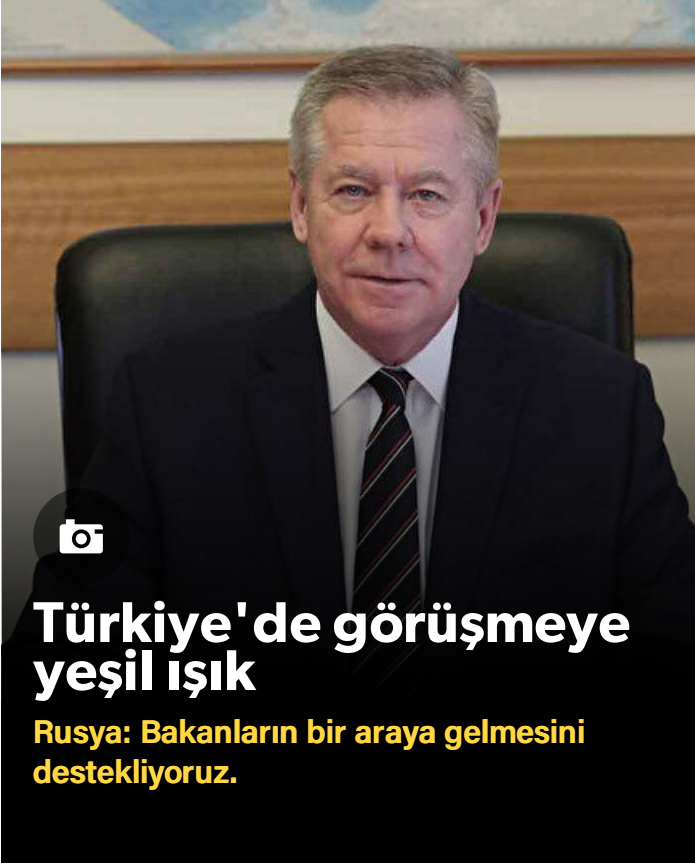 Türkiye'de görüşmeye
yeşil ışık
Rusya: Bakanların bir araya gelmesini
destekliyoruz.